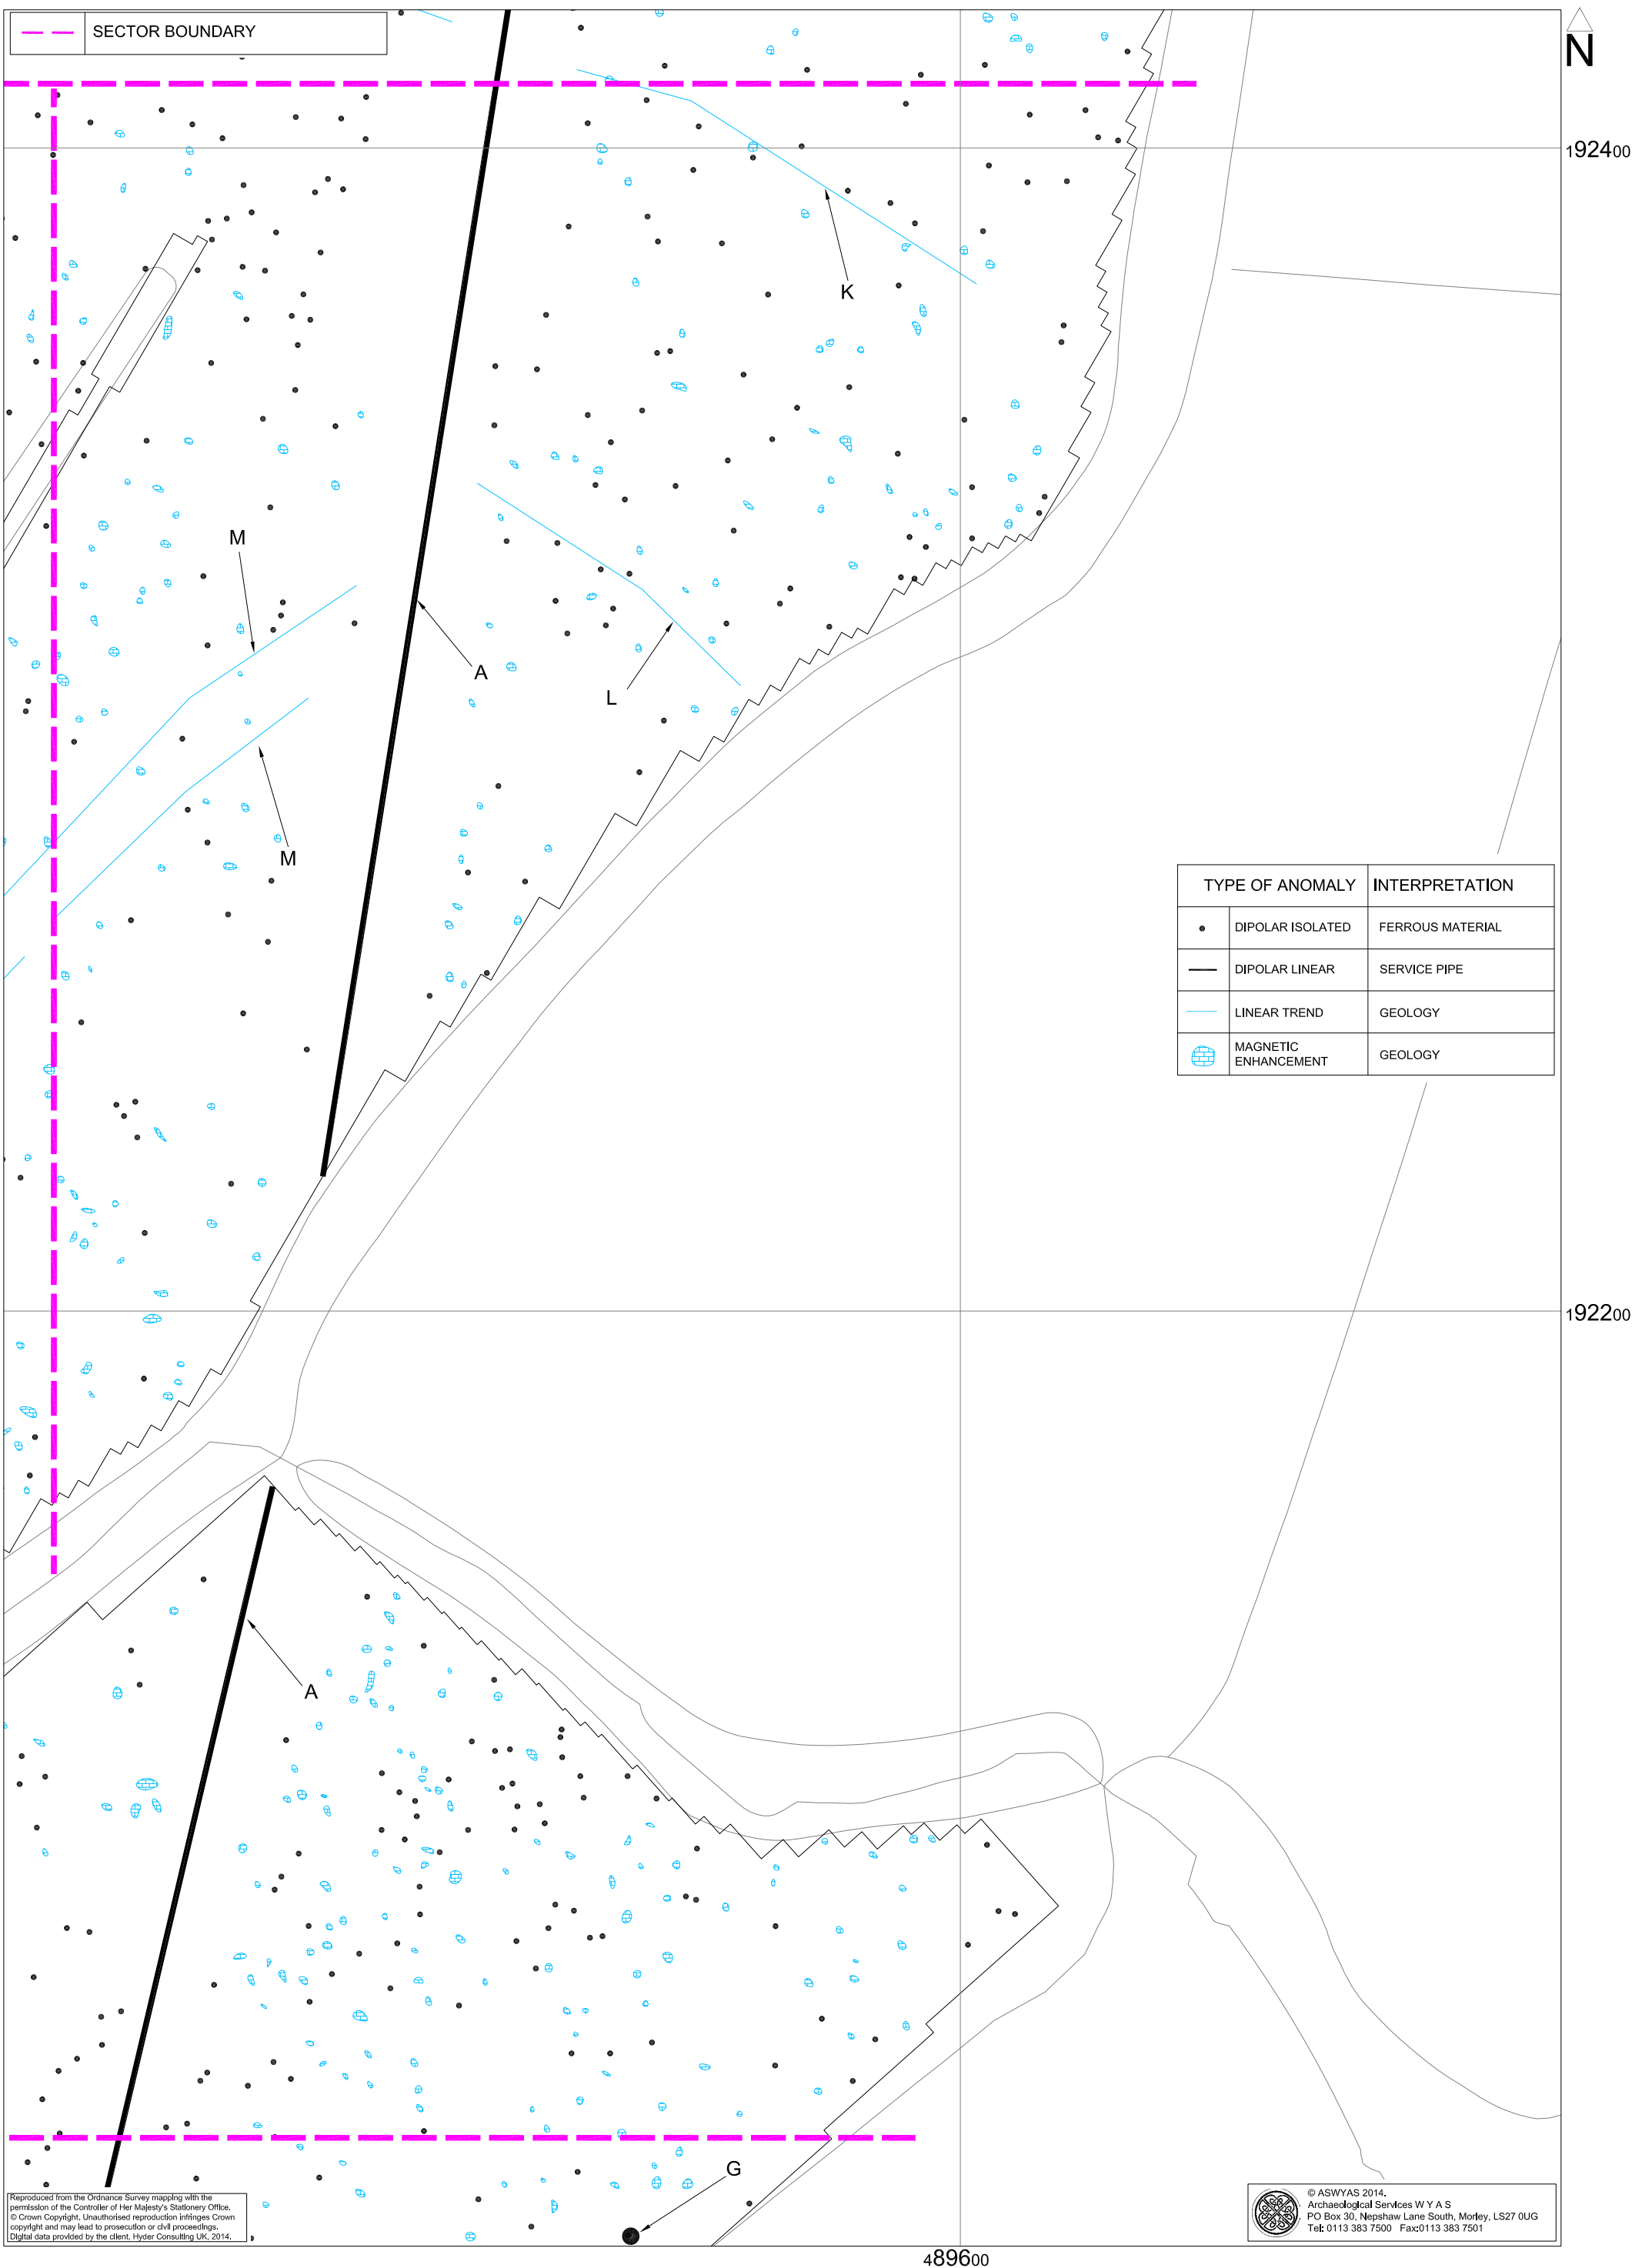 SECTOR BOUNDARY
N
192400
K
M
A
L
M
TYPE OF ANOMALY INTERPRETATION
DIPOLAR ISOLATED FERROUS MATERIAL
DIPOLAR LINEAR SERVICE PIPE
LINEAR TREND GEOLOGY
MAGNETIC
ENHANCEMENT GEOLOGY
192200
A
G
Reproduced from the Ordnance Survey mapping with the
permission of the Controller of Her Majesty's Stationery Office.
© Crown Copyright. Unauthorised reproduction infringes Crown
copyright and may lead to prosecution or civil proceedings.
Digital data provided by the client, Hyder Consulting UK, 2014.
© ASWYAS 2014.
Archaeological Services W Y A S
PO Box 30, Nepshaw Lane South, Morley, LS27 0UG
Tel: 0113 383 7500 Fax:0113 383 7501
489600